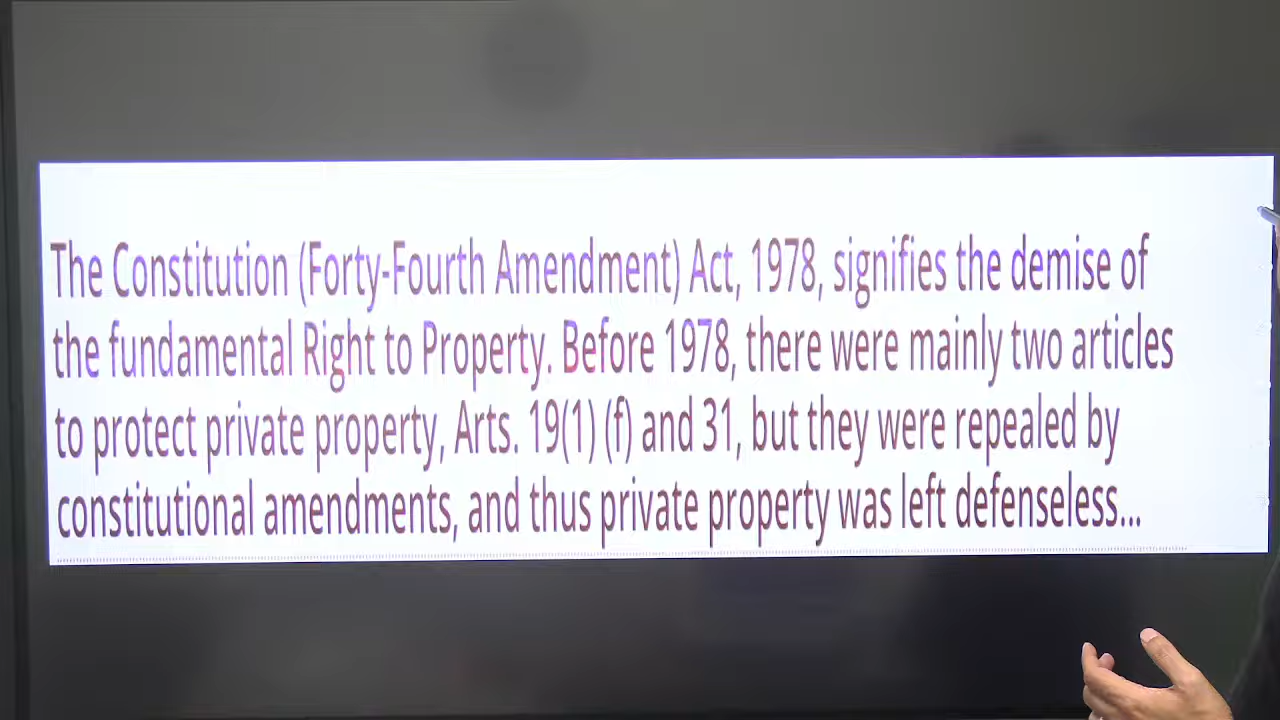 The Constitution (Forty-Fourth Amendment) Act, 1978, signifies the demise of
the fundamental Right to Property. Before 1978, there were mainly two articles
to protect private property, Arts. 19(1) (f) and 31, but they were repealed by
constitutional amendments, and thus private property was left defenseless...